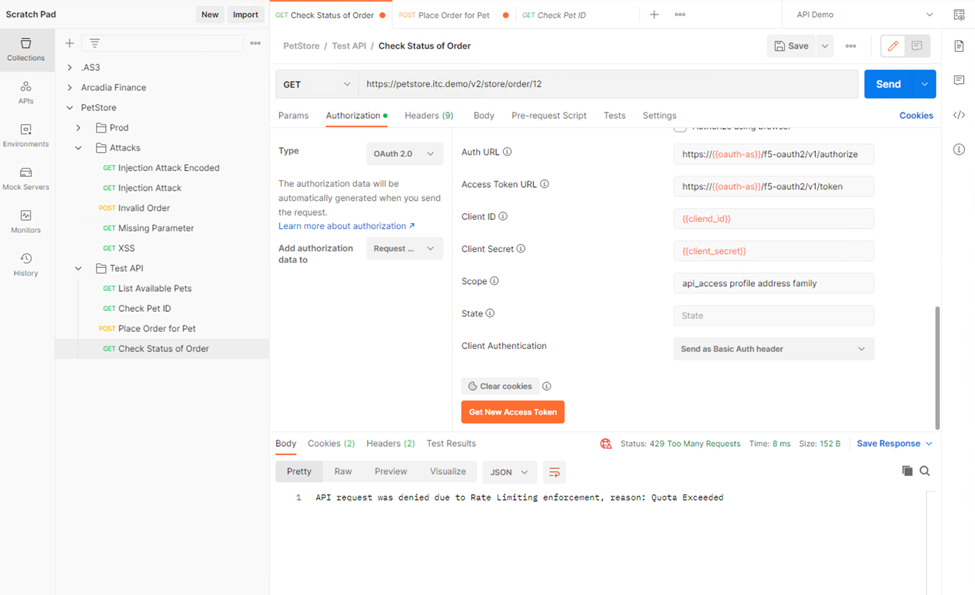 Scratch Pad
New
Import
GET Check Status of Order
POST Place Order for Pet
GET Check Pet ID
API Demo
Collections
APIs
Environments
Mock Servers
Monitors
History
.AS3
Arcadia Finance
PetStore
Prod
Attacks
GET Injection Attack Encoded
GET Injection Attack
POST Invalid Order
GET Missing Parameter
GET XSS
Test API
GET List Available Pets
GET Check Pet ID
POST Place Order for Pet
GET Check Status of Order
PetStore / Test API / Check Status of Order
Save
GET
https://petstore.itc.demo/v2/store/order/12
Send
Params
Authorization
Headers (9)
Body
Pre-request Script
Tests
Settings
Cookies
Type
OAuth 2.0
The authorization data will be
automatically generated when you send
the request.
Learn more about authorization ↗
Add authorization
data to
Request ...
Authorize using browser
Auth URL
https://{{oauth-as}}/f5-oauth2/v1/authorize
Access Token URL
https://{{oauth-as}}/f5-oauth2/v1/token
Client ID
{{cliend_id}}
Client Secret
{{client_secret}}
Scope
api_access profile address family
State
State
Client Authentication
Send as Basic Auth header
Clear cookies
Get New Access Token
Body
Cookies (2)
Headers (2)
Test Results
Status: 429 Too Many Requests
Time: 8 ms
Size: 152 B
Save Response
Pretty
Raw
Preview
Visualize
JSON
1
API request was denied due to Rate Limiting enforcement, reason: Quota Exceeded